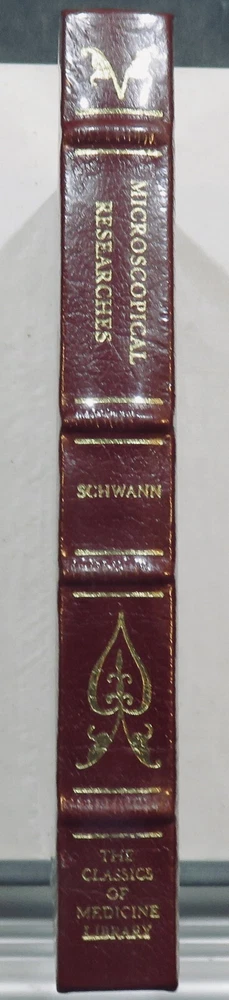 MICROSCOPICAL
RESEARCHES
SCHWANN
THE
CLASSICS
OF
MEDICINE
LIBRARY